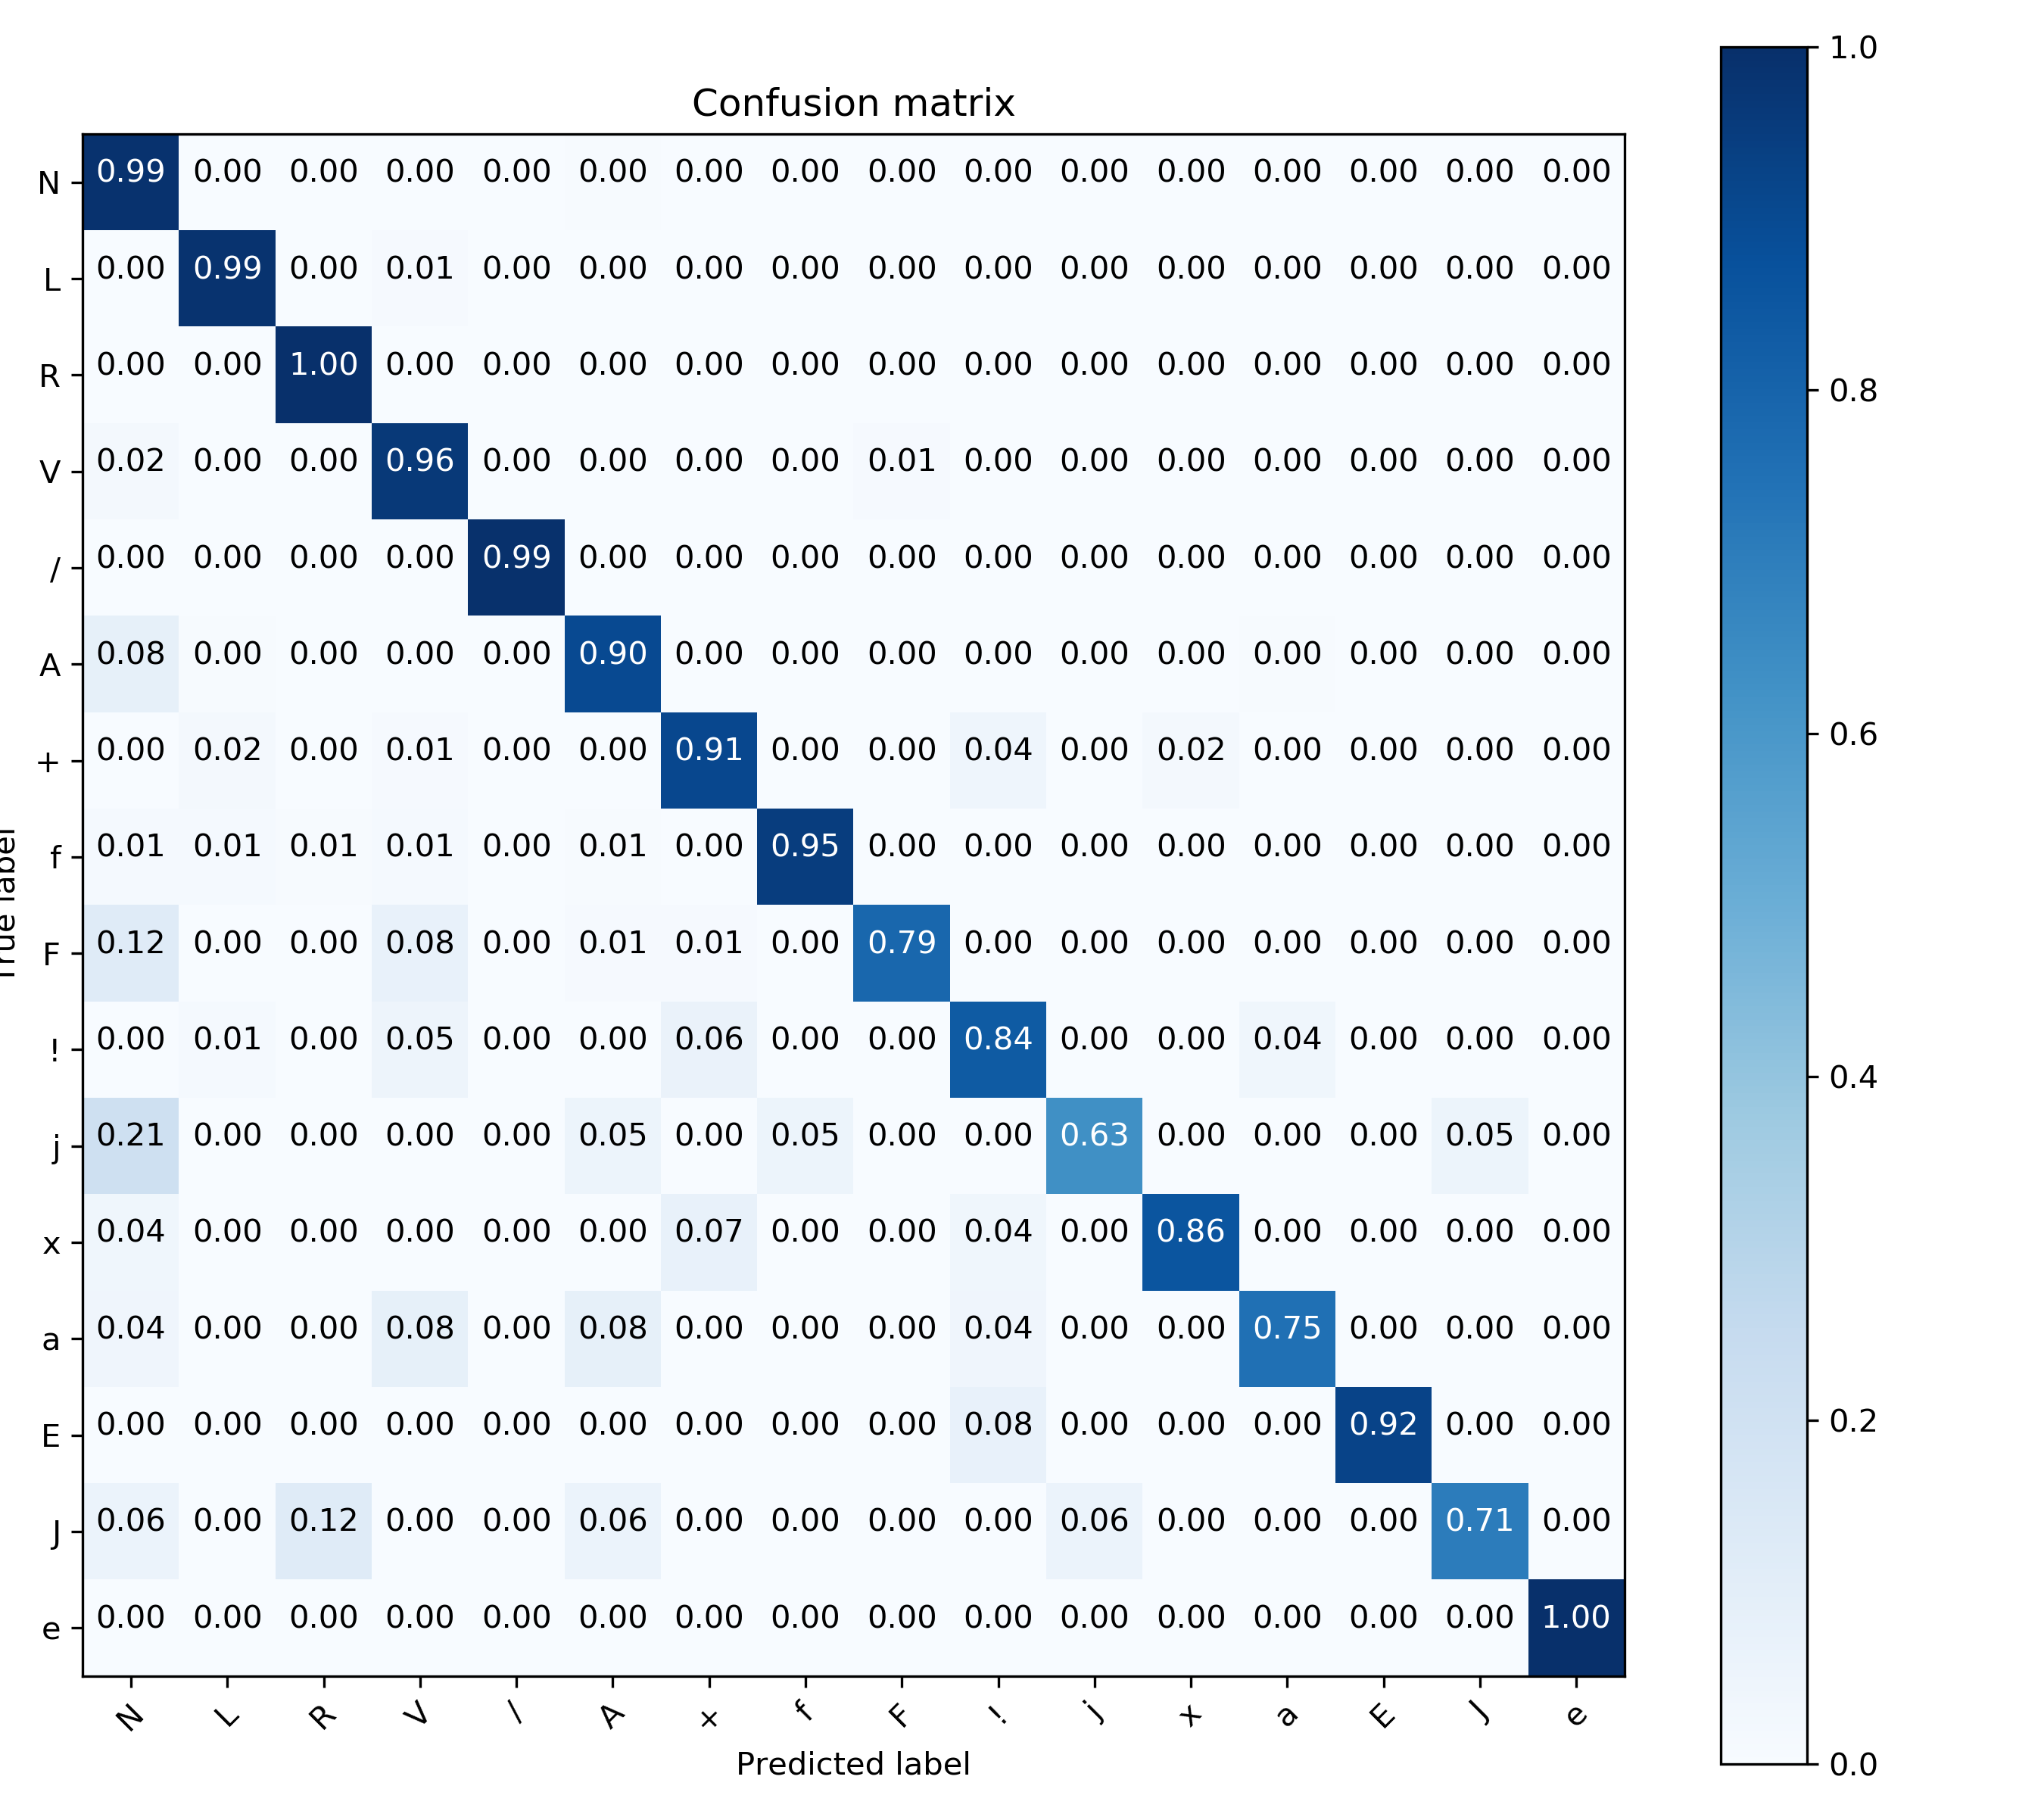 Confusion matrix
N 0.99 0.00 0.00 0.00 0.00 0.00 0.00 0.00 0.00 0.00 0.00 0.00 0.00 0.00 0.00 0.00
L 0.00 0.99 0.00 0.01 0.00 0.00 0.00 0.00 0.00 0.00 0.00 0.00 0.00 0.00 0.00 0.00
R 0.00 0.00 1.00 0.00 0.00 0.00 0.00 0.00 0.00 0.00 0.00 0.00 0.00 0.00 0.00 0.00
V 0.02 0.00 0.00 0.96 0.00 0.00 0.00 0.00 0.01 0.00 0.00 0.00 0.00 0.00 0.00 0.00
/ 0.00 0.00 0.00 0.00 0.99 0.00 0.00 0.00 0.00 0.00 0.00 0.00 0.00 0.00 0.00 0.00
A 0.08 0.00 0.00 0.00 0.00 0.90 0.00 0.00 0.00 0.00 0.00 0.00 0.00 0.00 0.00 0.00
+ 0.00 0.02 0.00 0.01 0.00 0.00 0.91 0.00 0.00 0.04 0.00 0.02 0.00 0.00 0.00 0.00
f 0.01 0.01 0.01 0.01 0.00 0.01 0.00 0.95 0.00 0.00 0.00 0.00 0.00 0.00 0.00 0.00
F 0.12 0.00 0.00 0.08 0.00 0.01 0.01 0.00 0.79 0.00 0.00 0.00 0.00 0.00 0.00 0.00
! 0.00 0.01 0.00 0.05 0.00 0.00 0.06 0.00 0.00 0.84 0.00 0.00 0.04 0.00 0.00 0.00
j 0.21 0.00 0.00 0.00 0.00 0.05 0.00 0.05 0.00 0.00 0.63 0.00 0.00 0.00 0.05 0.00
x 0.04 0.00 0.00 0.00 0.00 0.00 0.07 0.00 0.00 0.04 0.00 0.86 0.00 0.00 0.00 0.00
a 0.04 0.00 0.00 0.08 0.00 0.08 0.00 0.00 0.00 0.04 0.00 0.00 0.75 0.00 0.00 0.00
E 0.00 0.00 0.00 0.00 0.00 0.00 0.00 0.00 0.00 0.08 0.00 0.00 0.00 0.92 0.00 0.00
J 0.06 0.00 0.12 0.00 0.00 0.06 0.00 0.00 0.00 0.00 0.06 0.00 0.00 0.00 0.71 0.00
e 0.00 0.00 0.00 0.00 0.00 0.00 0.00 0.00 0.00 0.00 0.00 0.00 0.00 0.00 0.00 1.00
N L R V / A + f F ! j x a E J e
Predicted label
True label
1.0
0.8
0.6
0.4
0.2
0.0